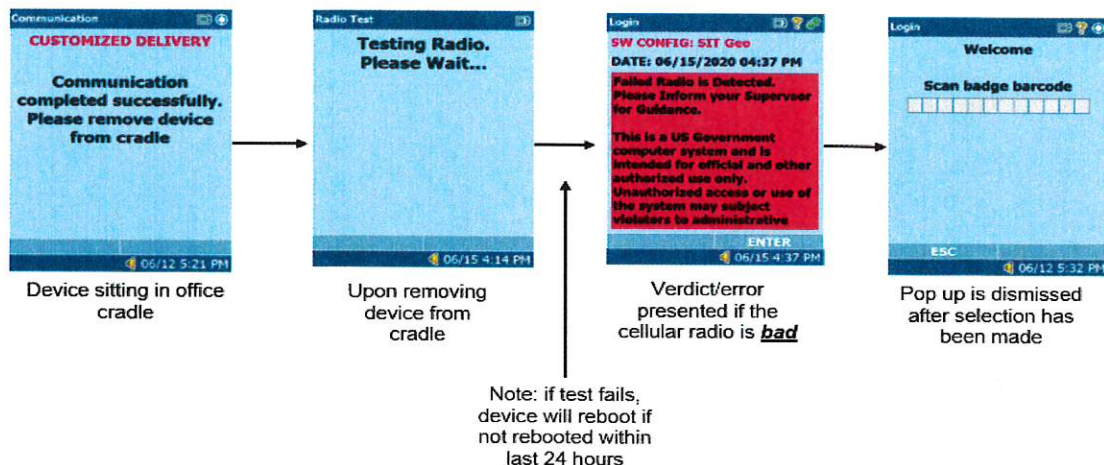 Communication
CUSTOMIZED DELIVERY
Communication
completed successfully.
Please remove device
from cradle
06/12 5:21 PM
Device sitting in office
cradle
Radio Test
Testing Radio.
Please Wait...
06/15 4:14 PM
Upon removing
device from
cradle
Login
SW CONFIG: SIT Geo
DATE: 06/15/2020 04:37 PM
Failed Radio is Detected.
Please Inform your Supervsor
for Guidance.
This is a US Government
computer system and is
intended for official and other
authorized use only.
Unauthorized access or use of
the system may subject
violators to administrative
ENTER
06/15 4:37 PM
Verdict/error
presented if the
cellular radio is bad
Login
Welcome
Scan badge barcode
ESC
06/12 5:32 PM
Pop up is dismissed
after selection has
been made
Note: if test fails,
device will reboot if
not rebooted within
last 24 hours